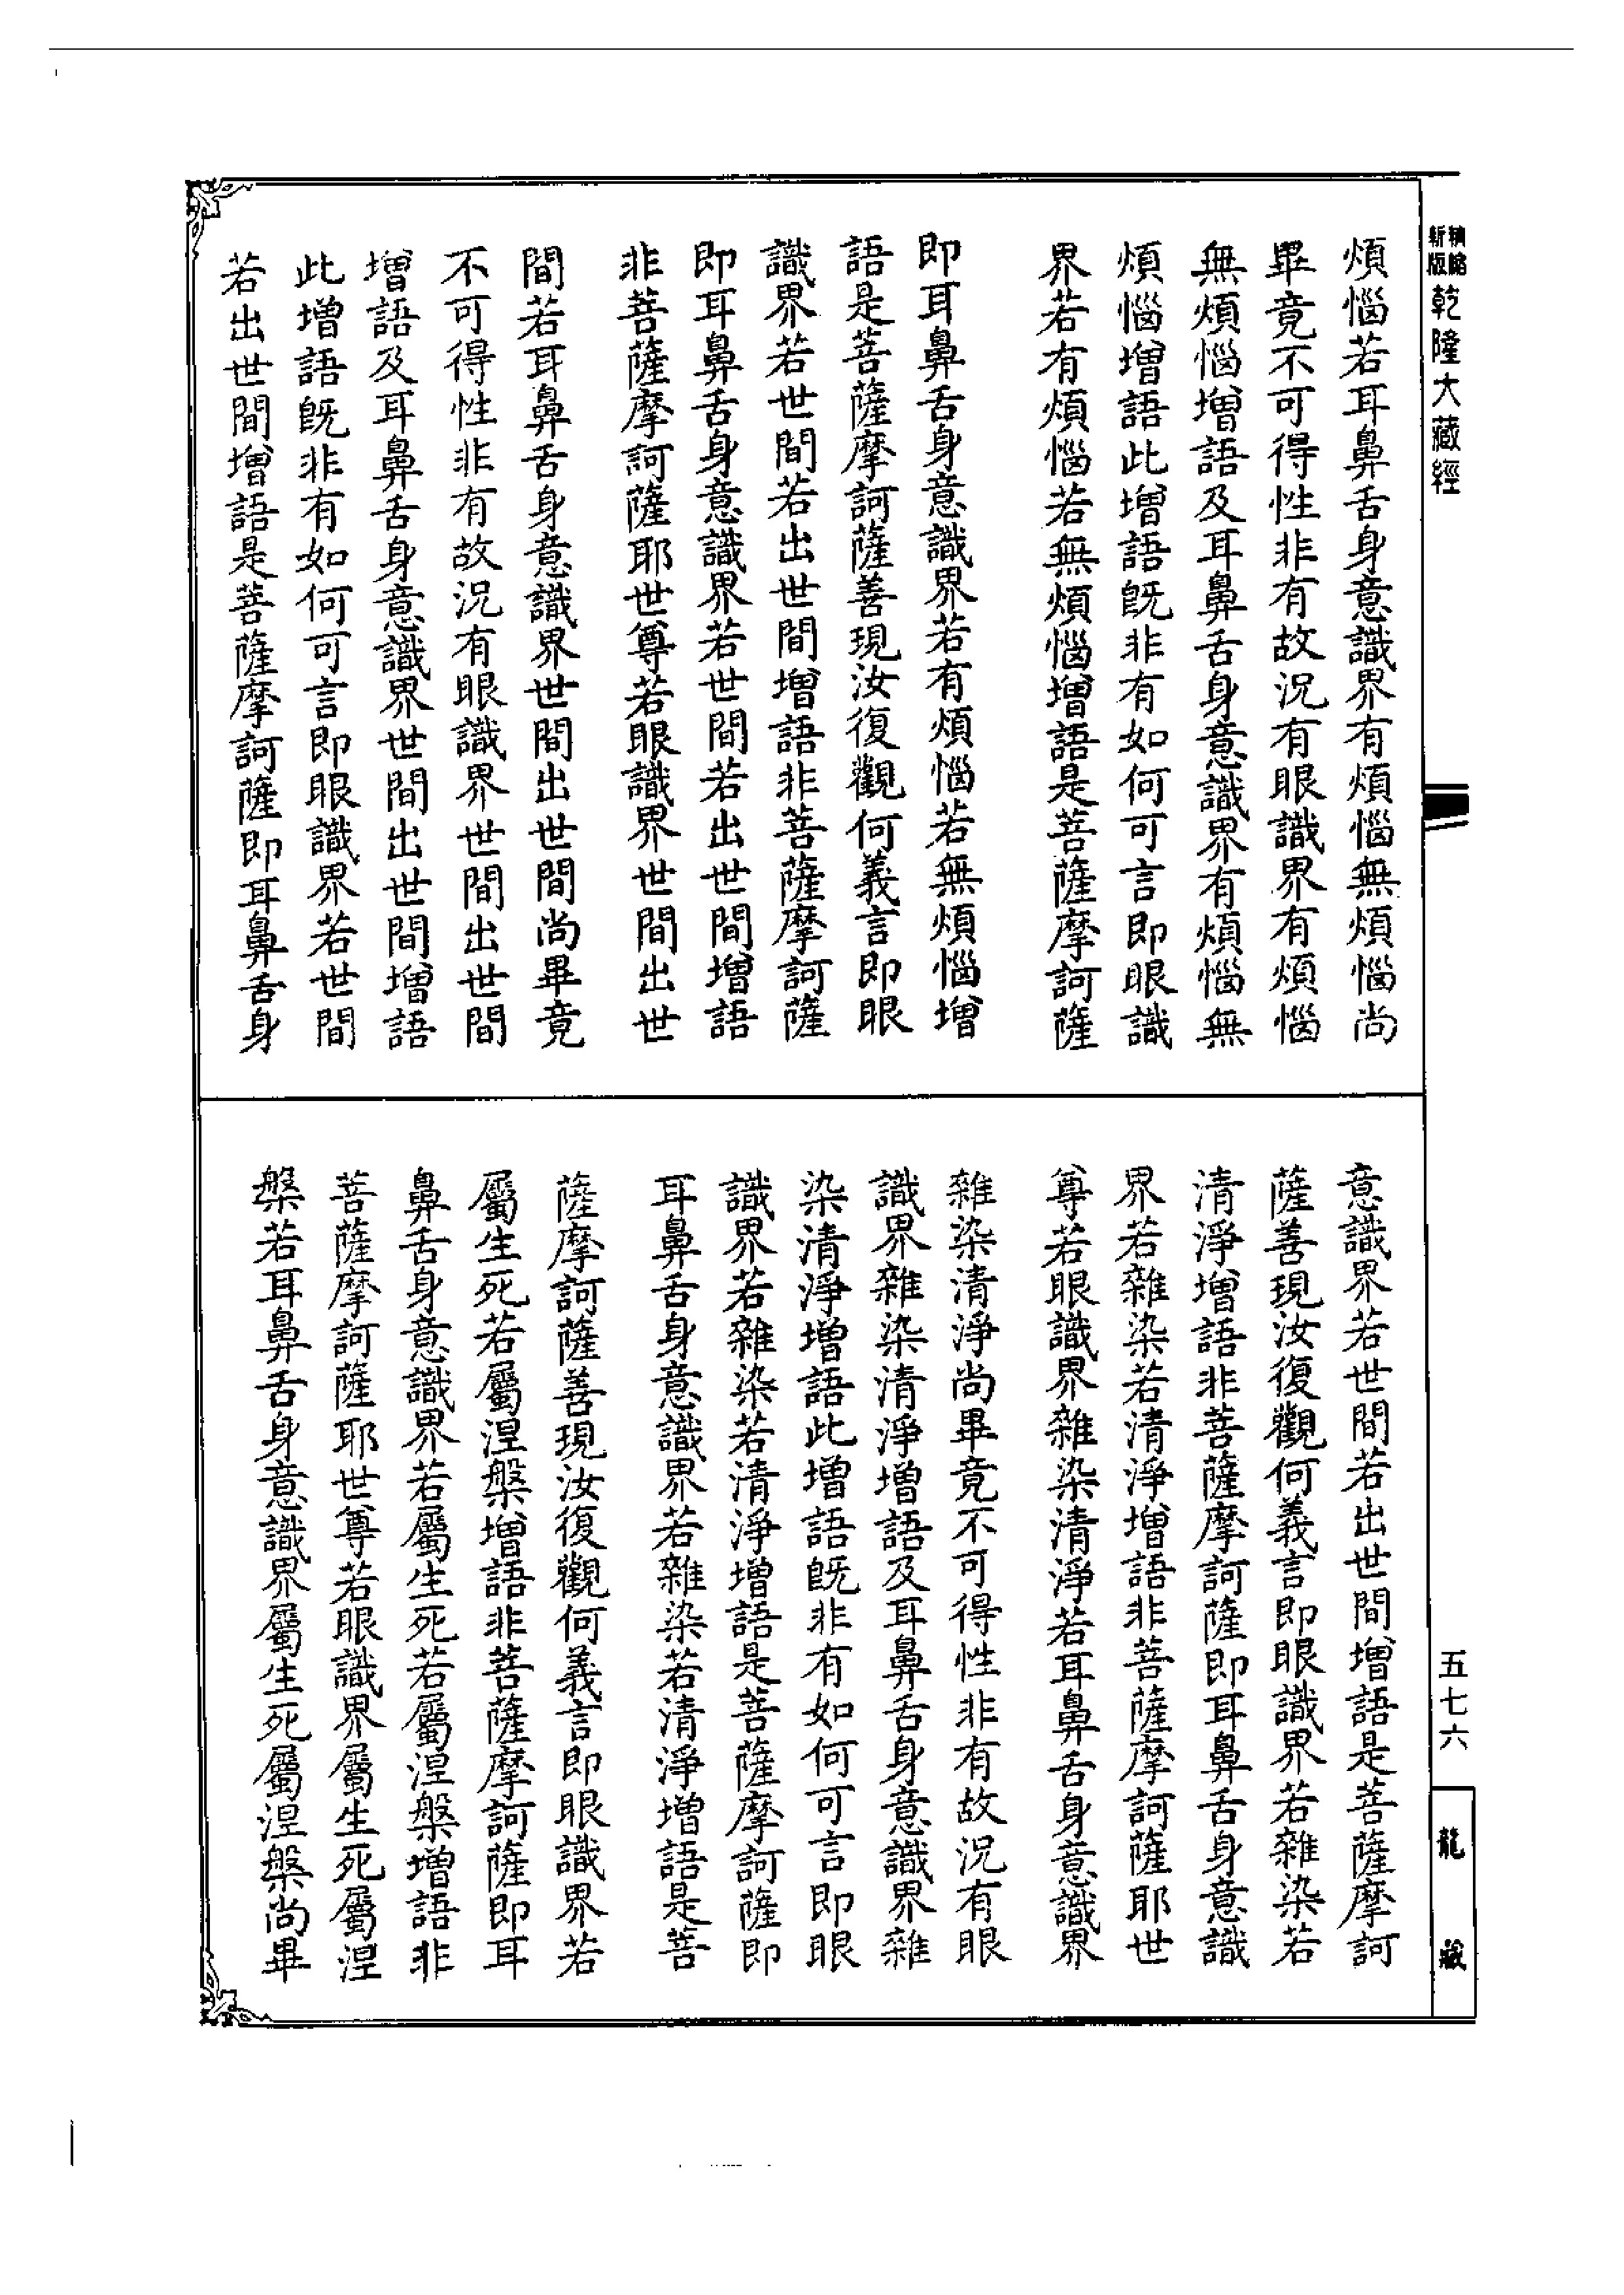 新版
精縮
乾隆大藏經
煩惱若耳鼻舌身意識界有煩惱無煩惱尚
畢竟不可得性非有故況有眼識界有煩惱
無煩惱增語及耳鼻舌身意識界有煩惱無
煩惱增語此增語既非有如何可言即眼識
界若有煩惱若無煩惱增語是菩薩摩訶薩
即耳鼻舌身意識界若有煩惱若無煩惱增
語是菩薩摩訶薩善現汝復觀何義言即眼
識界若世間若出世間增語非菩薩摩訶薩
即耳鼻舌身意識界若世間若出世間增語
非菩薩摩訶薩耶世尊若眼識界世間出世
間若耳鼻舌身意識界世間出世間尚畢竟
不可得性非有故況有眼識界世間出世間
增語及耳鼻舌身意識界世間出世間增語
此增語既非有如何可言即眼識界若世間
若出世間增語是菩薩摩訶薩即耳鼻舌身
意識界若世間若出世間增語是菩薩摩訶
薩善現汝復觀何義言即眼識界若雜染若
清淨增語非菩薩摩訶薩即耳鼻舌身意識
界若雜染若清淨增語非菩薩摩訶薩耶世
尊若眼識界雜染清淨若耳鼻舌身意識界
雜染清淨尚畢竟不可得性非有故況有眼
識界雜染清淨增語及耳鼻舌身意識界雜
染清淨增語此增語既非有如何可言即眼
識界若雜染若清淨增語是菩薩摩訶薩即
耳鼻舌身意識界若雜染若清淨增語是菩
薩摩訶薩善現汝復觀何義言即眼識界若
屬生死若屬涅槃增語非菩薩摩訶薩即耳
鼻舌身意識界若屬生死若屬涅槃增語非
菩薩摩訶薩耶世尊若眼識界屬生死屬涅
槃若耳鼻舌身意識界屬生死屬涅槃尚畢
五七六
龍藏